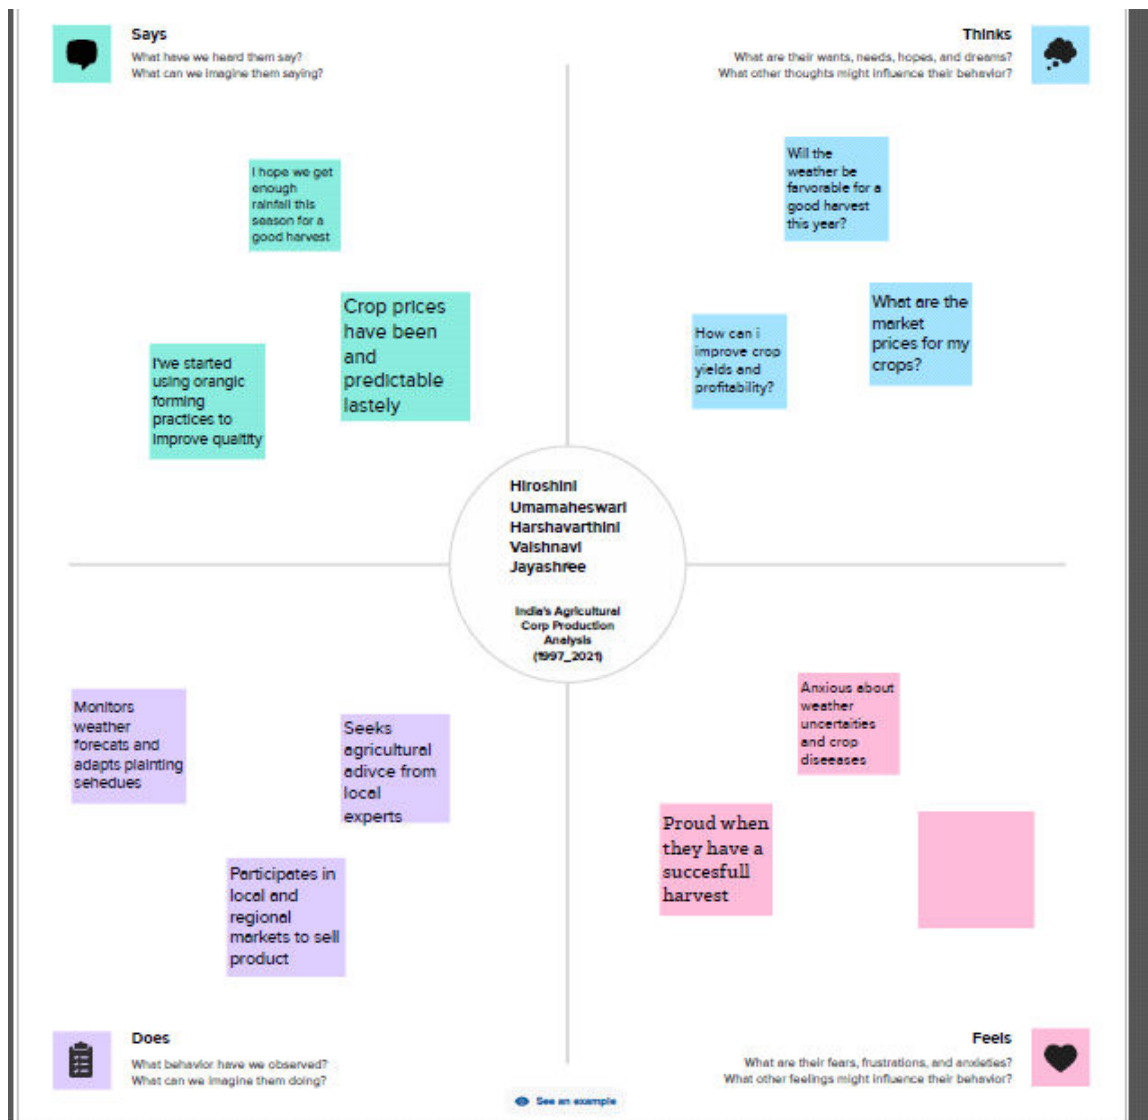 Says
What have we heard them say?
What can we imagine them saying?
Thinks
What are their wants, needs, hopes, and dreams?
What other thoughts might influence their behavior?
I hope we get
enough
rainfall this
season for a
good harvest
Crop prices
have been
and
predictable
lastely
I'we started
using orangic
forming
practices to
improve qualtity
Will the
weather be
farvorable for a
good harvest
this year?
What are the
market
prices for my
crops?
How can i
improve crop
yields and
profitability?
Hiroshini
Umamaheswari
Harshavarthini
Vaishnavi
Jayashree
India's Agricultural
Corp Production
Analysis
(1997_2021)
Monitors
weather
forecats and
adapts plainting
sehedues
Seeks
agricultural
adivce from
local
experts
Participates in
local and
regional
markets to sell
product
Anxious about
weather
uncertaities
and crop
diseeases
Proud when
they have a
succesfull
harvest
Does
What behavior have we observed?
What can we imagine them doing?
Feels
What are their fears, frustrations, and anxieties?
What other feelings might influence their behavior?
See an example